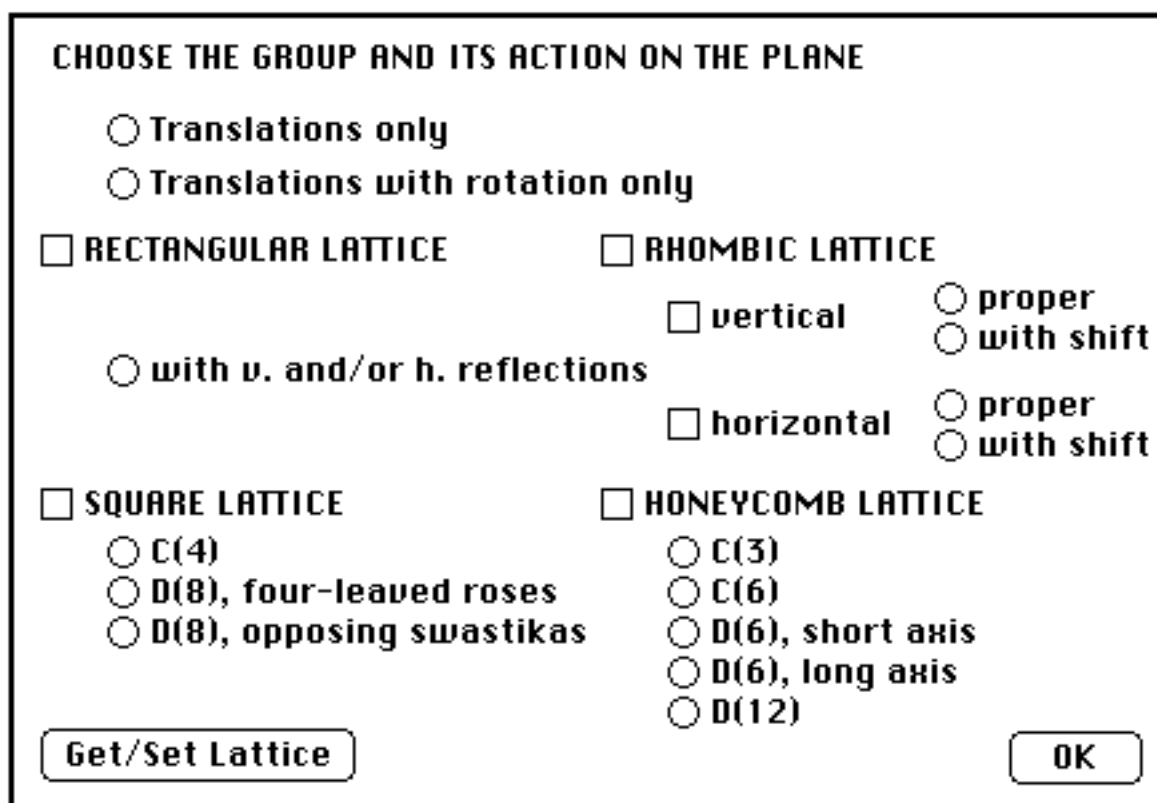 CHOOSE THE GROUP AND ITS ACTION ON THE PLANE
Translations only
Translations with rotation only
RECTANGULAR LATTICE
with v. and/or h. reflections
RHOMBIC LATTICE
vertical
proper
with shift
horizontal
proper
with shift
SQUARE LATTICE
C(4)
D(8), four-leaved roses
D(8), opposing swastikas
HONEYCOMB LATTICE
C(3)
C(6)
D(6), short axis
D(6), long axis
D(12)
Get/Set Lattice
OK